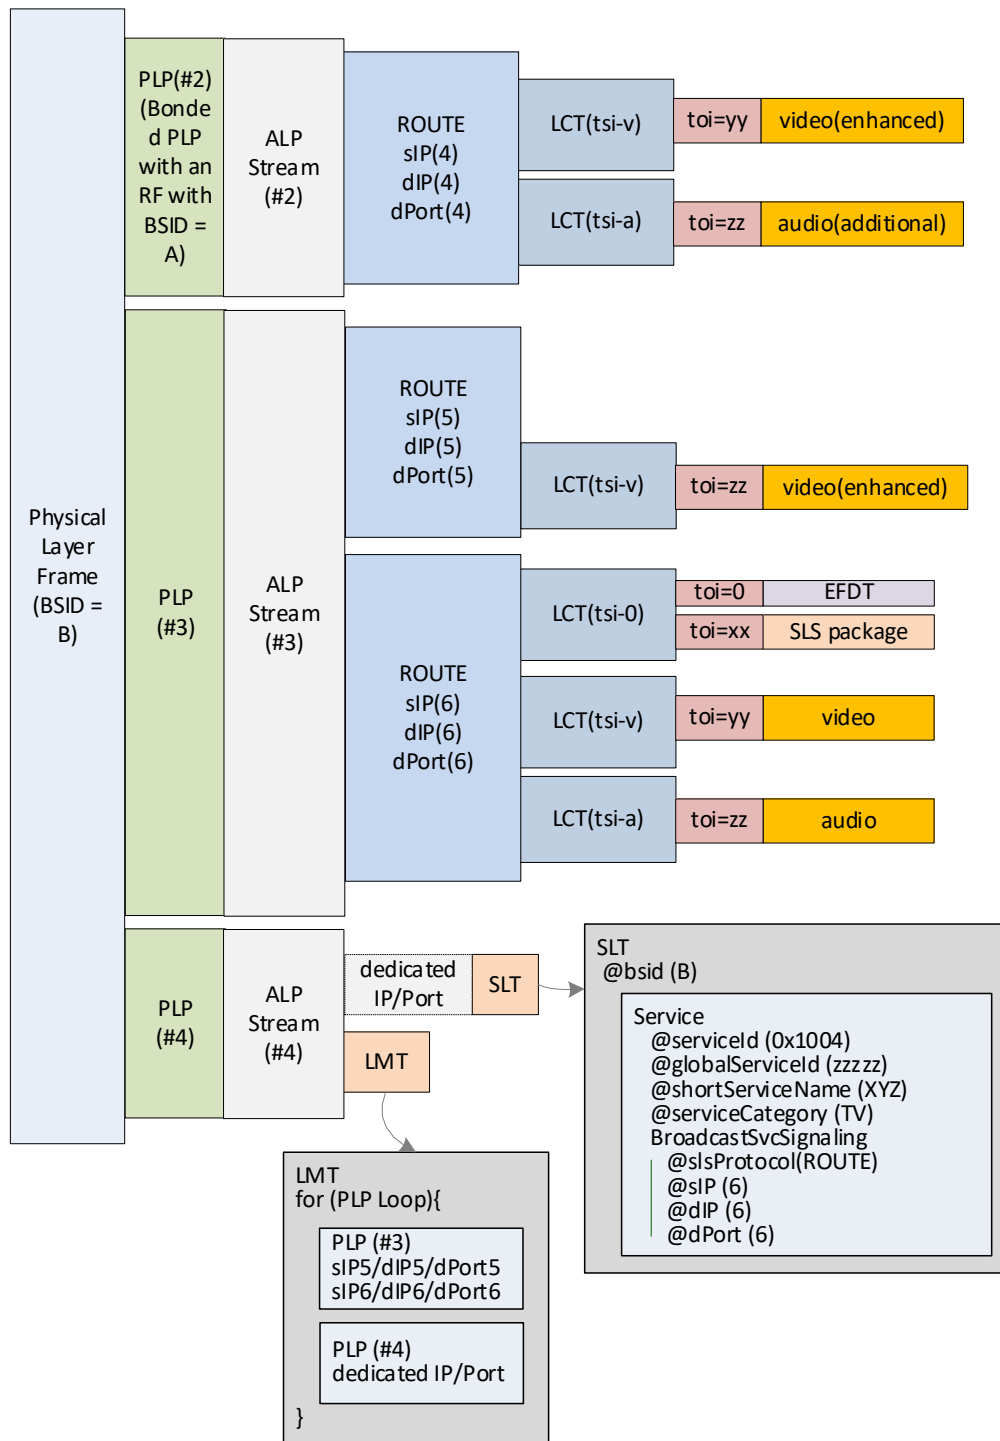 Physical
Layer
Frame
(BSID =
B)
PLP(#2)
(Bonde
d PLP
with an
RF with
BSID =
A)
ALP
Stream
(#2)
ROUTE
sIP(4)
dIP(4)
dPort(4)
LCT(tsi-v)
toi=yy
video(enhanced)
LCT(tsi-a)
toi=zz
audio(additional)
PLP
(#3)
ALP
Stream
(#3)
ROUTE
sIP(5)
dIP(5)
dPort(5)
LCT(tsi-v)
toi=zz
video(enhanced)
ROUTE
sIP(6)
dIP(6)
dPort(6)
LCT(tsi-0)
toi=0
EFDT
toi=xx
SLS package
LCT(tsi-v)
toi=yy
video
LCT(tsi-a)
toi=zz
audio
PLP
(#4)
ALP
Stream
(#4)
dedicated
IP/Port
SLT
LMT
SLT
@bsid (B)
Service
@serviceId (0x1004)
@globalServiceId (zzzzz)
@shortServiceName (XYZ)
@serviceCategory (TV)
BroadcastSvcSignaling
@slsProtocol(ROUTE)
@sIP (6)
@dIP (6)
@dPort (6)
LMT
for (PLP Loop){
PLP (#3)
sIP5/dIP5/dPort5
sIP6/dIP6/dPort6
PLP (#4)
dedicated IP/Port
}